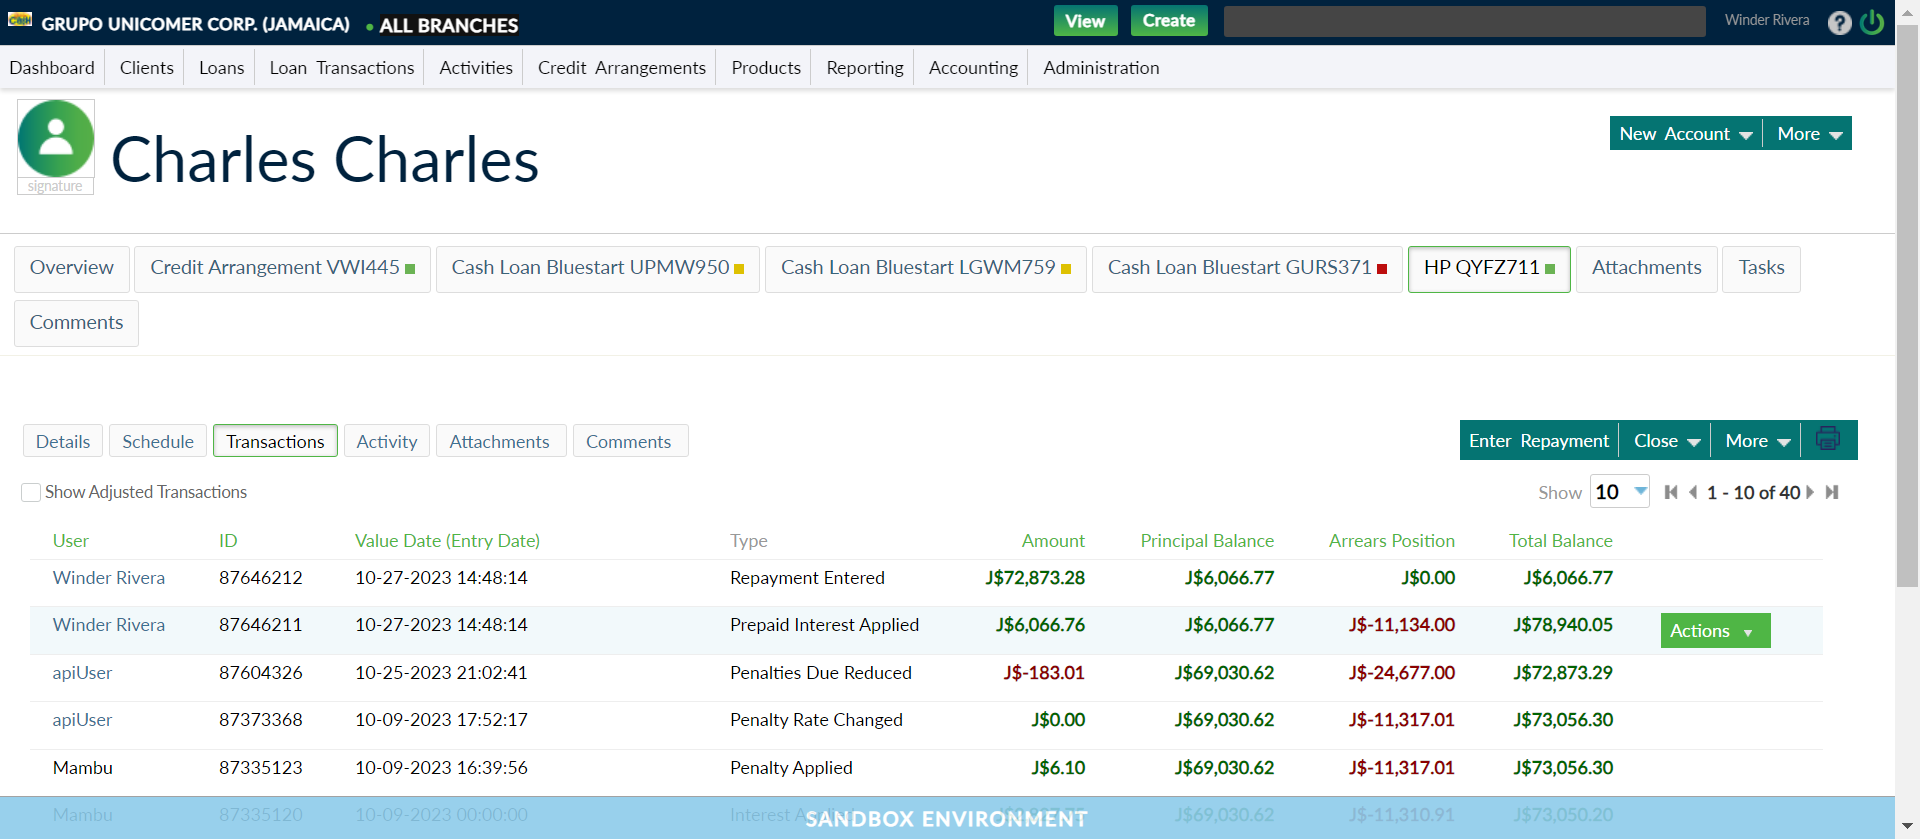 GRUPO UNICOMER CORP. (JAMAICA) • ALL BRANCHES View Create Winder Rivera ?
Dashboard Clients Loans Loan Transactions Activities Credit Arrangements Products Reporting Accounting Administration
Charles Charles
signature
New Account More
Overview Credit Arrangement VWI445 Cash Loan Bluestart UPMW950 Cash Loan Bluestart LGWM759 Cash Loan Bluestart GURS371 HP QYFZ711 Attachments Tasks
Comments
Details Schedule Transactions Activity Attachments Comments Enter Repayment Close More
Show Adjusted Transactions Show 10 1 - 10 of 40
User ID Value Date (Entry Date) Type Amount Principal Balance Arrears Position Total Balance
Winder Rivera 87646212 10-27-2023 14:48:14 Repayment Entered J$72,873.28 J$6,066.77 J$0.00 J$6,066.77
Winder Rivera 87646211 10-27-2023 14:48:14 Prepaid Interest Applied J$6,066.76 J$6,066.77 J$-11,134.00 J$78,940.05 Actions
apiUser 87604326 10-25-2023 21:02:41 Penalties Due Reduced J$-183.01 J$69,030.62 J$-24,677.00 J$72,873.29
apiUser 87373368 10-09-2023 17:52:17 Penalty Rate Changed J$0.00 J$69,030.62 J$-11,317.01 J$73,056.30
Mambu 87335123 10-09-2023 16:39:56 Penalty Applied J$6.10 J$69,030.62 J$-11,317.01 J$73,056.30
Mambu 87335120 10-09-2023 00:00:00 Interest J$69,030.62 J$-11,310.91 J$73,050.20
SANDBOX ENVIRONMENT